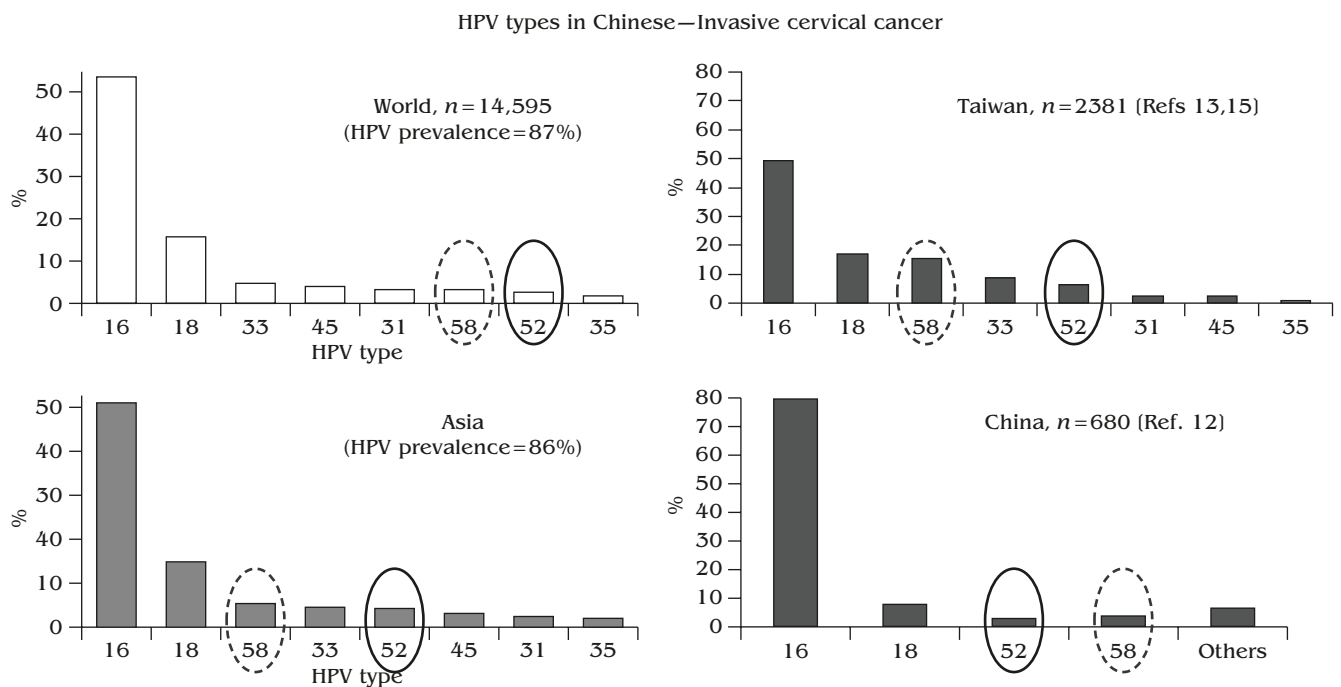 HPV types in Chinese—Invasive cervical cancer
World, n=14,595
(HPV prevalence=87%)
%
50
40
30
20
10
0
16 18 33 45 31 58 52 35
HPV type
Taiwan, n=2381 (Refs 13,15)
%
80
70
60
50
40
30
20
10
0
16 18 58 33 52 31 45 35
Asia
(HPV prevalence=86%)
%
50
40
30
40
10
0
16 18 58 33 52 45 31 35
HPV type
China, n=680 (Ref. 12)
%
80
70
60
50
40
30
20
10
0
16 18 52 58 Others